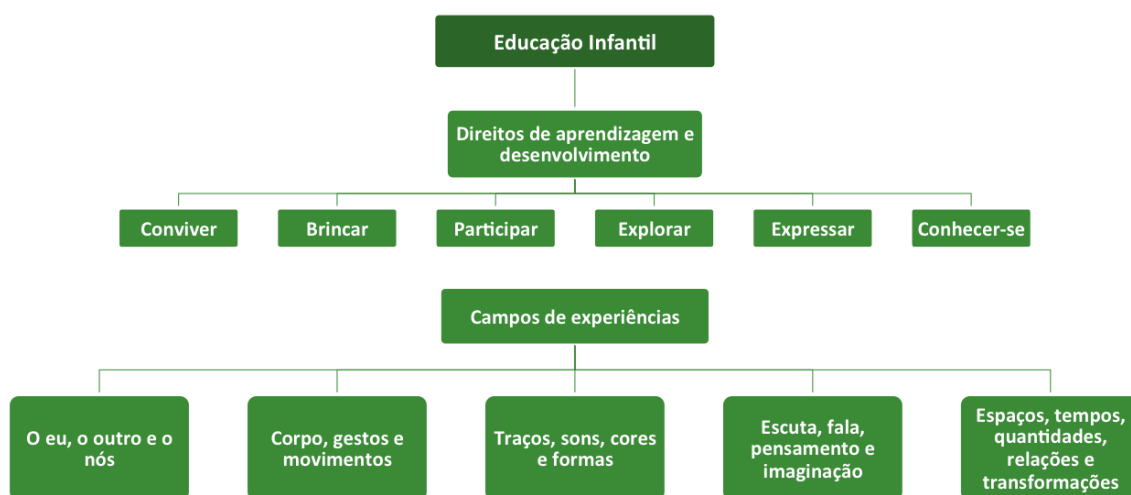 Educação Infantil
Direitos de aprendizagem e
desenvolvimento
Conviver
Brincar
Participar
Explorar
Expressar
Conhecer-se
Campos de experiências
O eu, o outro e o
nós
Corpo, gestos e
movimentos
Traços, sons, cores
e formas
Escuta, fala,
pensamento e
imaginação
Espaços, tempos,
quantidades,
relações e
transformações